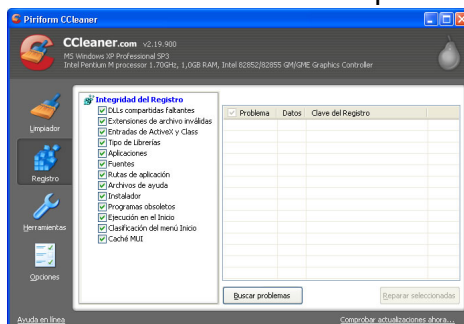 Piriform CCleaner
CCleaner.com v2.19.900
MS Windows XP Professional SP3
Intel Pentium M processor 1.70GHz, 1,0GB RAM, Intel 82852/82855 GM/GME Graphics Controller
Limpiador
Registro
Herramientas
Opciones
Integridad del Registro
DLLs compartidas faltantes
Extensiones de archivo inválidas
Entradas de ActiveX y Class
Tipo de Librerías
Aplicaciones
Fuentes
Rutas de aplicación
Archivos de ayuda
Instalador
Programas obsoletos
Ejecución en el Inicio
Clasificación del menú Inicio
Caché MUI
Problema Datos Clave del Registro
Buscar problemas
Reparar seleccionadas
Ayuda en línea
Comprobar actualizaciones ahora...